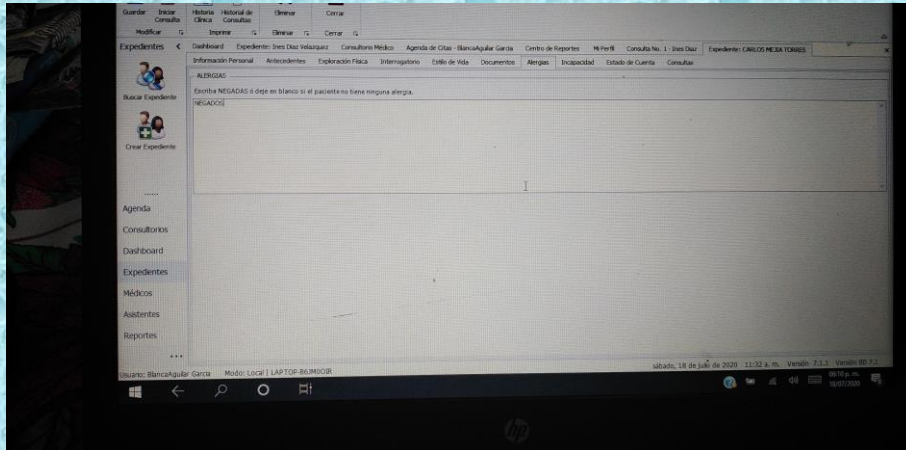 Guardar Iniciar Consulta Historia Clínica Historial de Consultas Eliminar Cerrar
Modificar Imprimir Eliminar Cerrar
Expedientes
Dashboard Expediente: Ines Diaz Velazquez Consultorio Médico Agenda de Citas - BlancaAguilar Garcia Centro de Reportes Mi Perfil Consulta No. 1 - Ines Diaz Expediente: CARLOS MEJIA TORRES
Información Personal Antecedentes Exploración Física Interrogatorio Estilo de Vida Documentos Alergias Incapacidad Estado de Cuenta Consultas
ALERGIAS
Escriba NEGADAS ó deje en blanco si el paciente no tiene ninguna alergia.
NEGADOS
Buscar Expediente
Crear Expediente
Agenda
Consultorios
Dashboard
Expedientes
Médicos
Asistentes
Reportes
Usuario: BlancaAguilar Garcia Modo: Local
sábado, 18 de julio de 2020 11:32 a. m. Versión 7.1.1
18/07/2020
hp